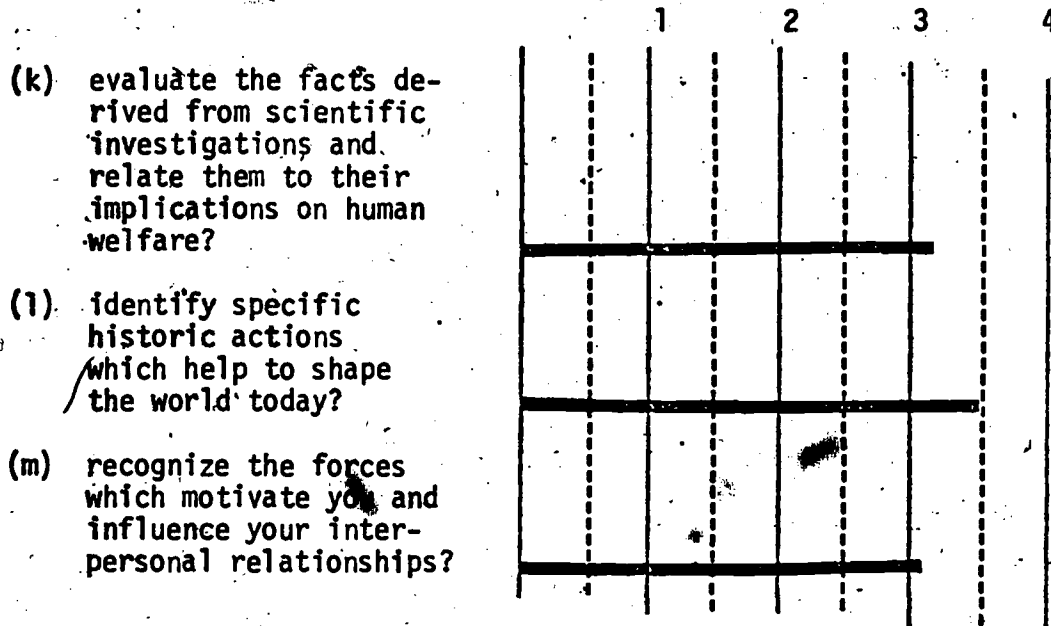 1 2 3 4
(k) evaluate the facts de-
rived from scientific
investigations and
relate them to their
implications on human
welfare?
(l) identify specific
historic actions
which help to shape
the world today?
(m) recognize the forces
which motivate you and
influence your inter-
personal relationships?